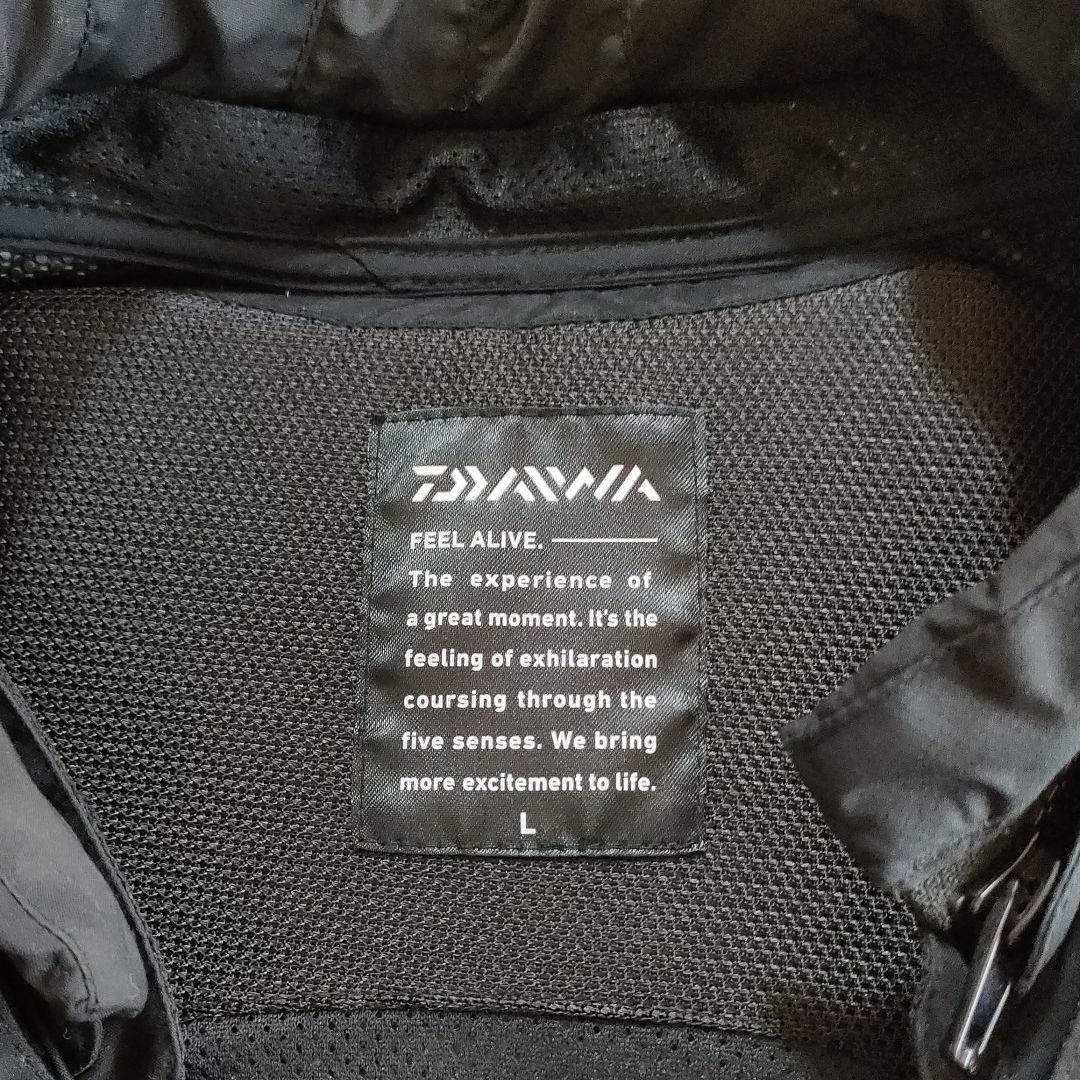 DAIWA
FEEL ALIVE.
The experience of
a great moment. It's the
feeling of exhilaration
coursing through the
five senses. We bring
more excitement to life.
L